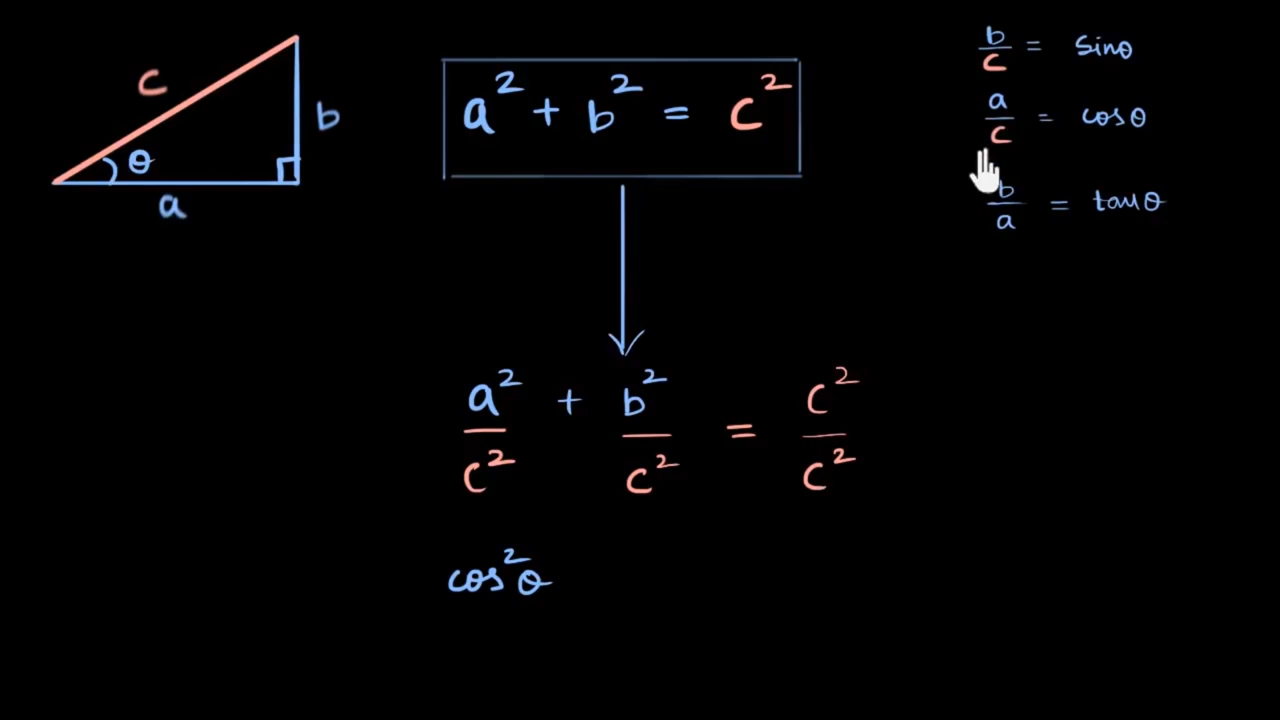 c
θ
b
a
a² + b² = c²
b/c = sinθ
a/c = cosθ
b/a = tanθ
a²/c² + b²/c² = c²/c²
cos²θ